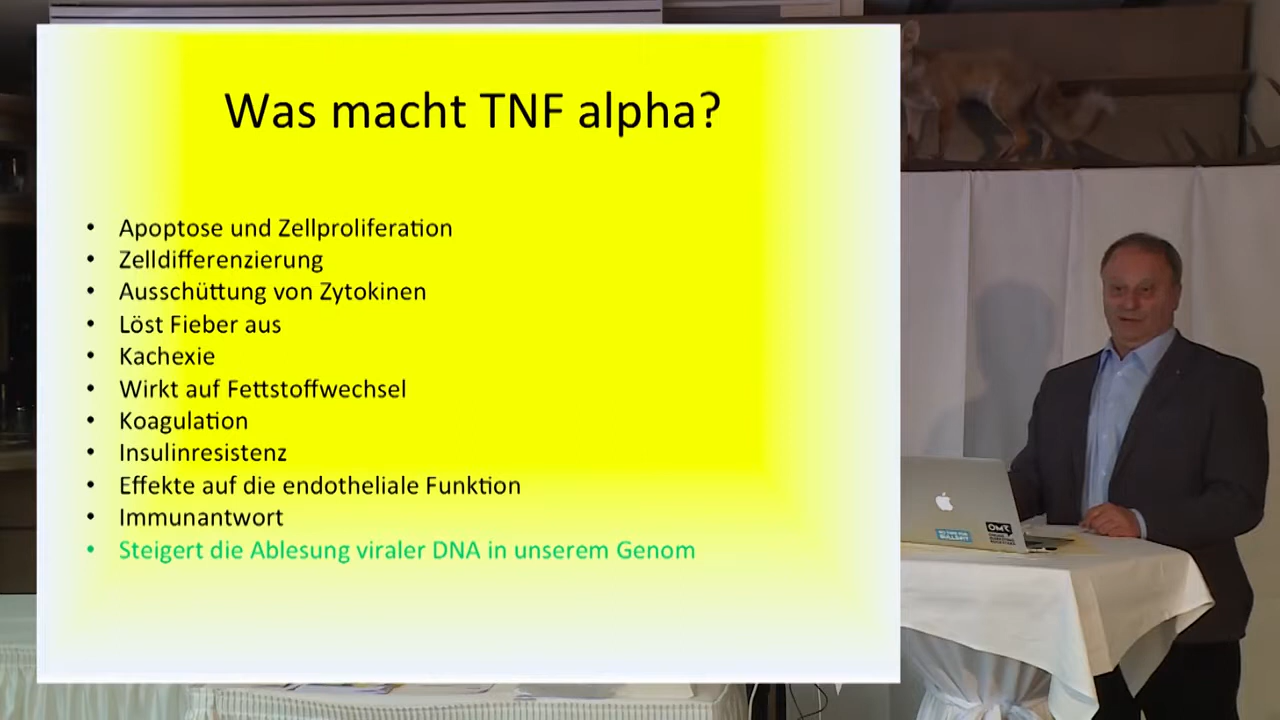 Was macht TNF alpha?
• Apoptose und Zellproliferation
• Zelldifferenzierung
• Ausschüttung von Zytokinen
• Löst Fieber aus
• Kachexie
• Wirkt auf Fettstoffwechsel
• Koagulation
• Insulinresistenz
• Effekte auf die endotheliale Funktion
• Immunantwort
• Steigert die Ablesung viraler DNA in unserem Genom
OMR